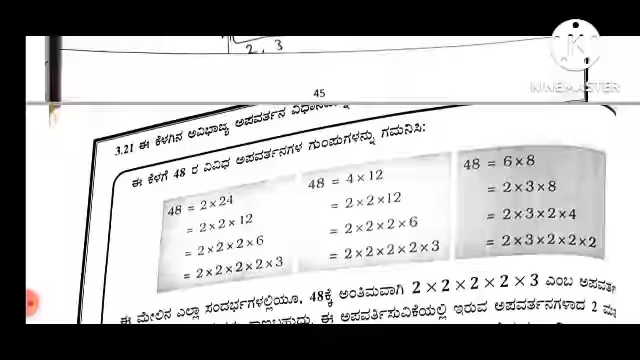 2, 3
KINEMASTER
45
3.21 ಈ ಕೆಳಗಿನ ಅವಿಭಾಜ್ಯ ಅಪವರ್ತನ
ಈ ಕೆಳಗೆ 48 ರ ವಿವಿಧ ಅಪವರ್ತನಗಳ ಗುಂಪುಗಳನ್ನು ಗಮನಿಸಿ:
48 = 2 × 24
= 2 × 2 × 12
= 2 × 2 × 2 × 6
= 2 × 2 × 2 × 2 × 3
48 = 4 × 12
= 2 × 2 × 12
= 2 × 2 × 2 × 6
= 2 × 2 × 2 × 2 × 3
48 = 6 × 8
= 2 × 3 × 8
= 2 × 3 × 2 × 4
= 2 × 3 × 2 × 2 × 2
ಈ ಮೇಲಿನ ಎಲ್ಲಾ ಸಂದರ್ಭಗಳಲ್ಲಿಯೂ, 48ಕ್ಕೆ ಅಂತಿಮವಾಗಿ 2 × 2 × 2 × 2 × 3 ಎಂಬ
ಈ ಅಪವರ್ತಿಸುವಿಕೆಯಲ್ಲಿ ಇರುವ ಅಪವರ್ತನಗಳಾದ 2